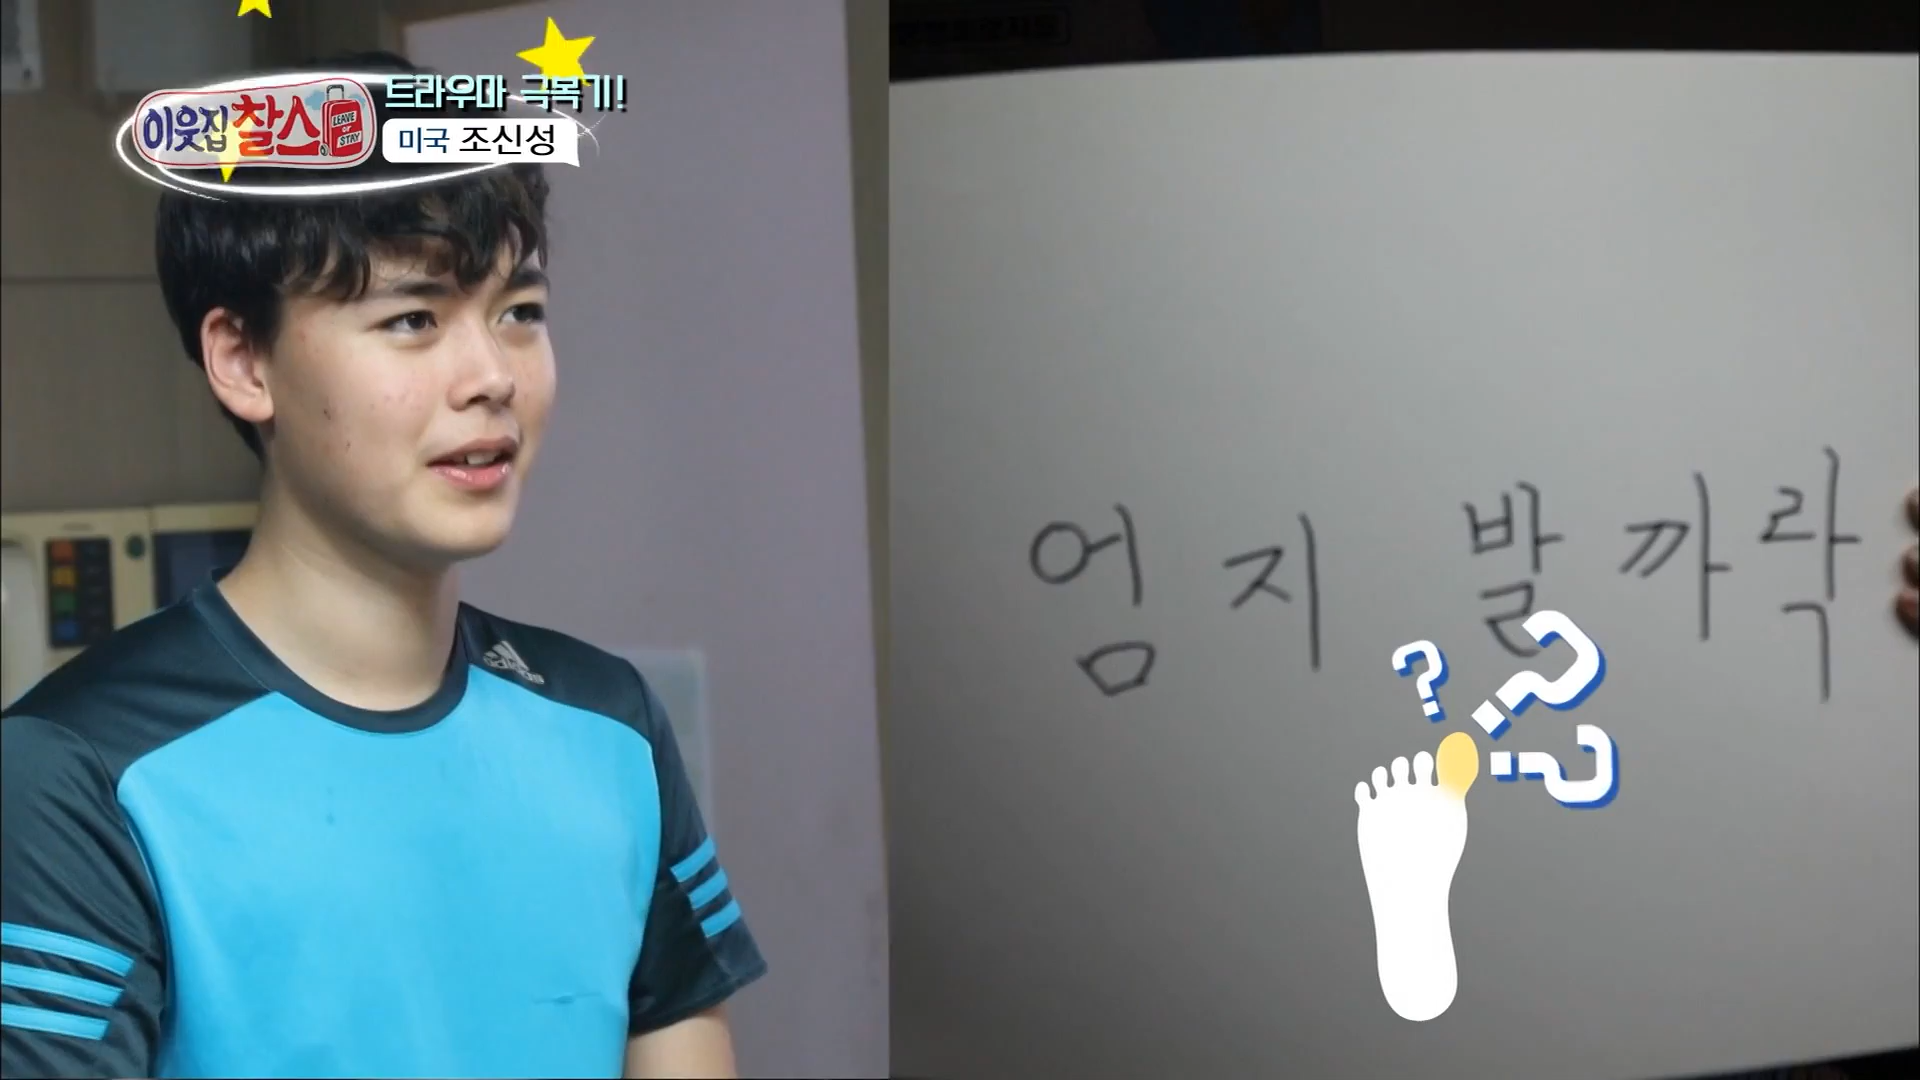 트라우마 극복기!
이웃집 찰스
LEAVE
or
STAY
미국 조신성
adidas
엄지 발까락
?
?
?